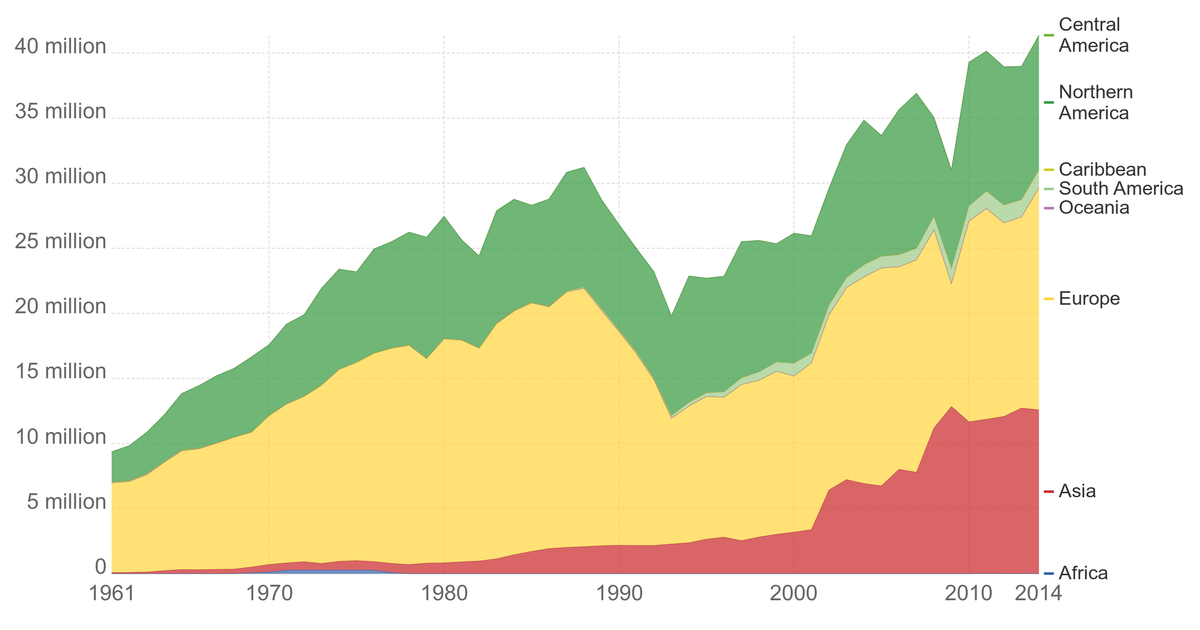 40 million
35 million
30 million
25 million
20 million
15 million
10 million
5 million
0
1961
1970
1980
1990
2000
2010
2014
Central
America
Northern
America
Caribbean
South America
Oceania
Europe
Asia
Africa